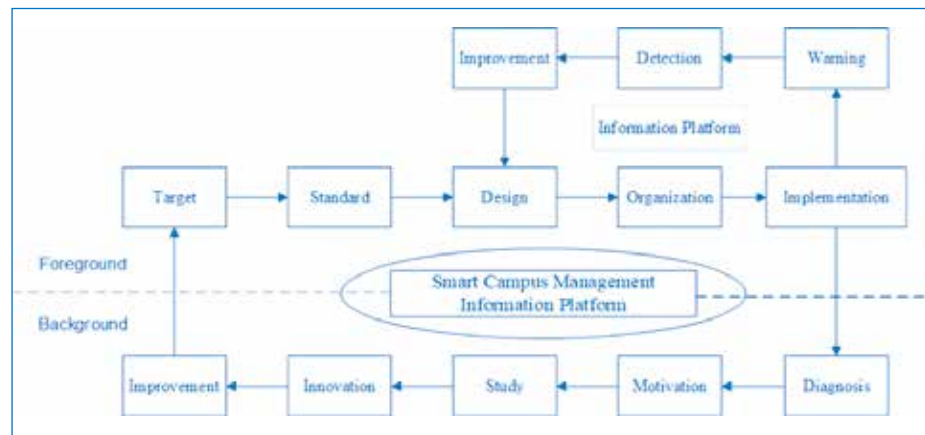 Improvement
Detection
Warning
Information Platform
Target
Standard
Design
Organization
Implementation
Foreground
Smart Campus Management
Information Platform
Background
Improvement
Innovation
Study
Motivation
Diagnosis